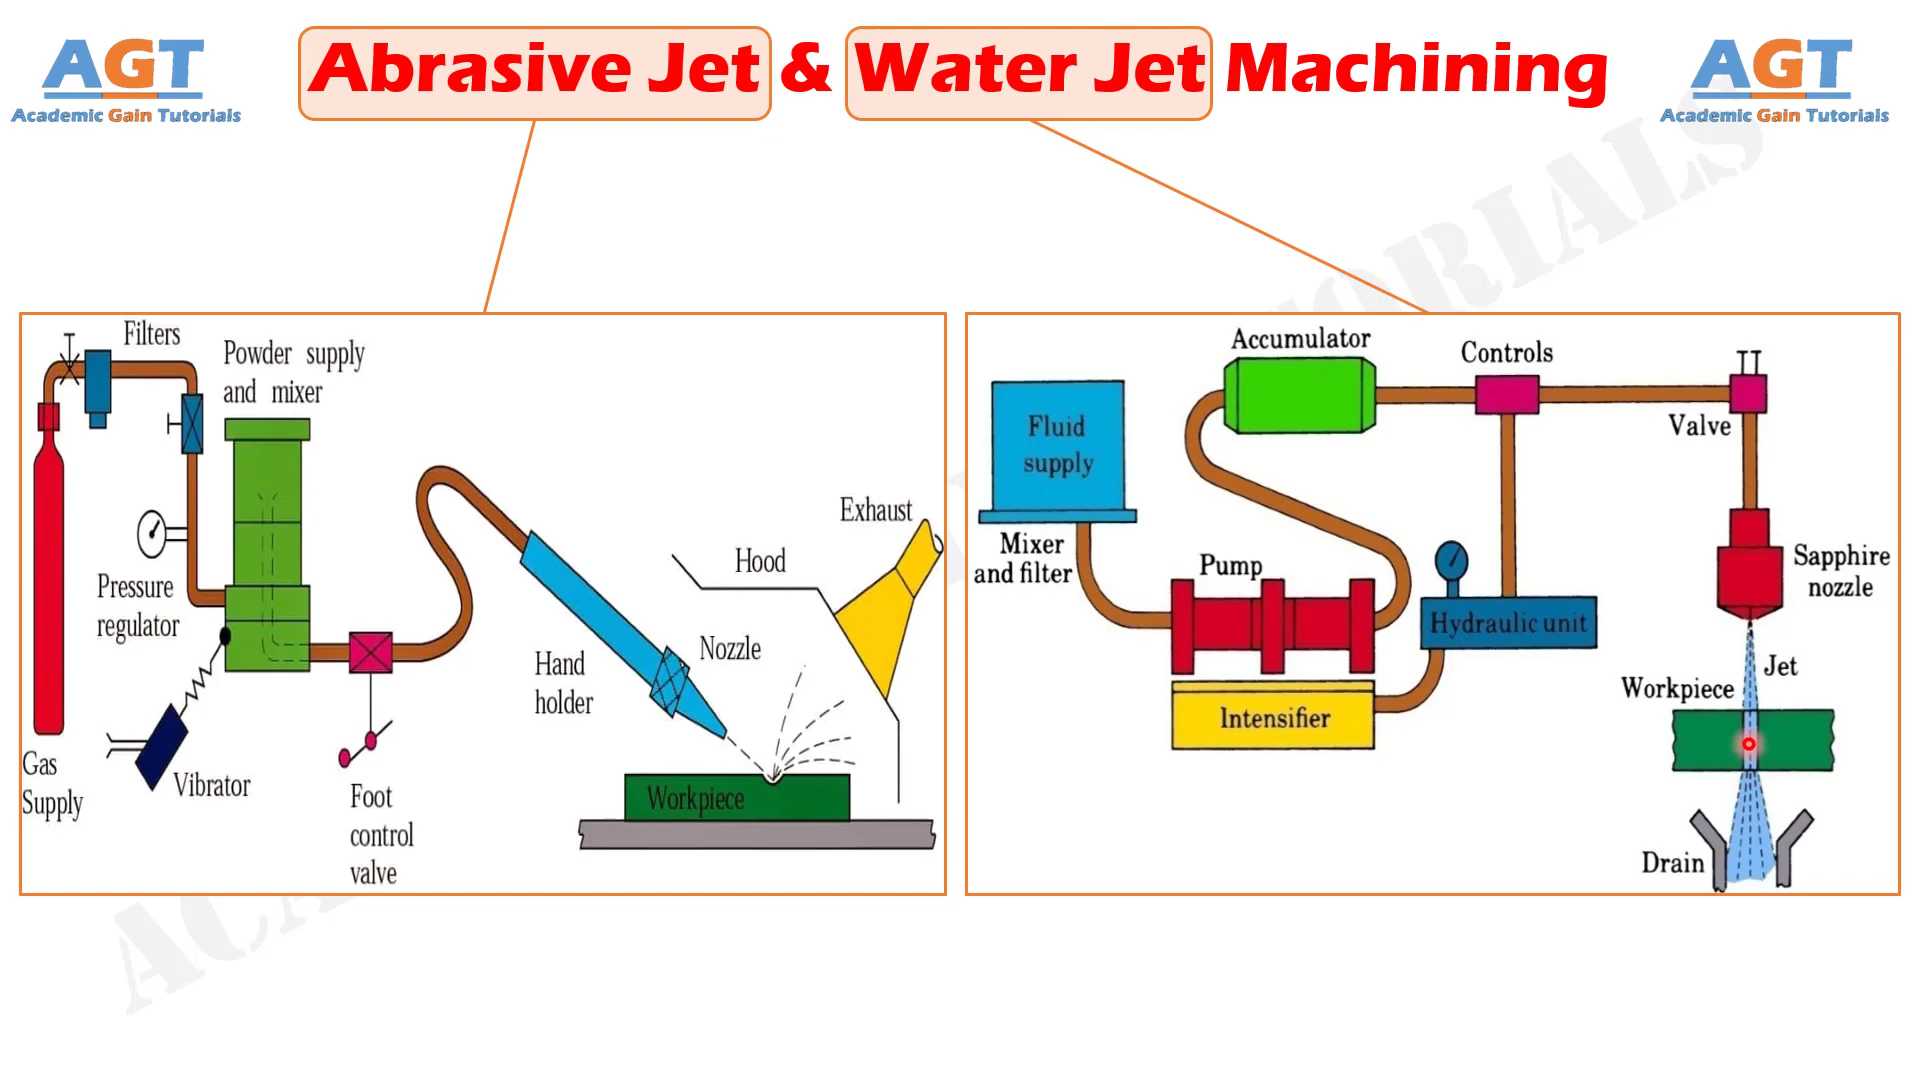 AGT
Academic Gain Tutorials
Abrasive Jet & Water Jet Machining
AGT
Academic Gain Tutorials
Filters
Powder supply
and mixer
Pressure
regulator
Gas
Supply
Vibrator
Foot
control
valve
Hand
holder
Nozzle
Hood
Exhaust
Workpiece
Accumulator
Controls
Valve
Fluid
supply
Mixer
and filter
Pump
Hydraulic unit
Intensifier
Sapphire
nozzle
Jet
Workpiece
Drain